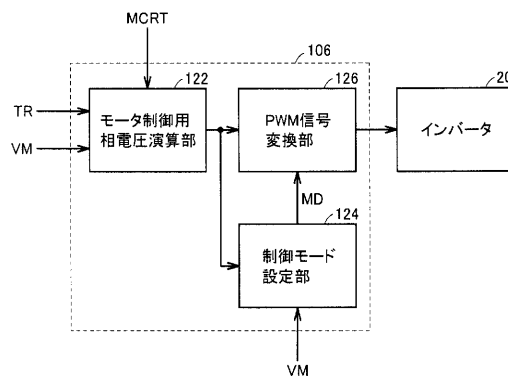 MCRT
106
122
126
20
TR
VM
モータ制御用
相電圧演算部
PWM信号
変換部
インバータ
MD
124
制御モード
設定部
VM